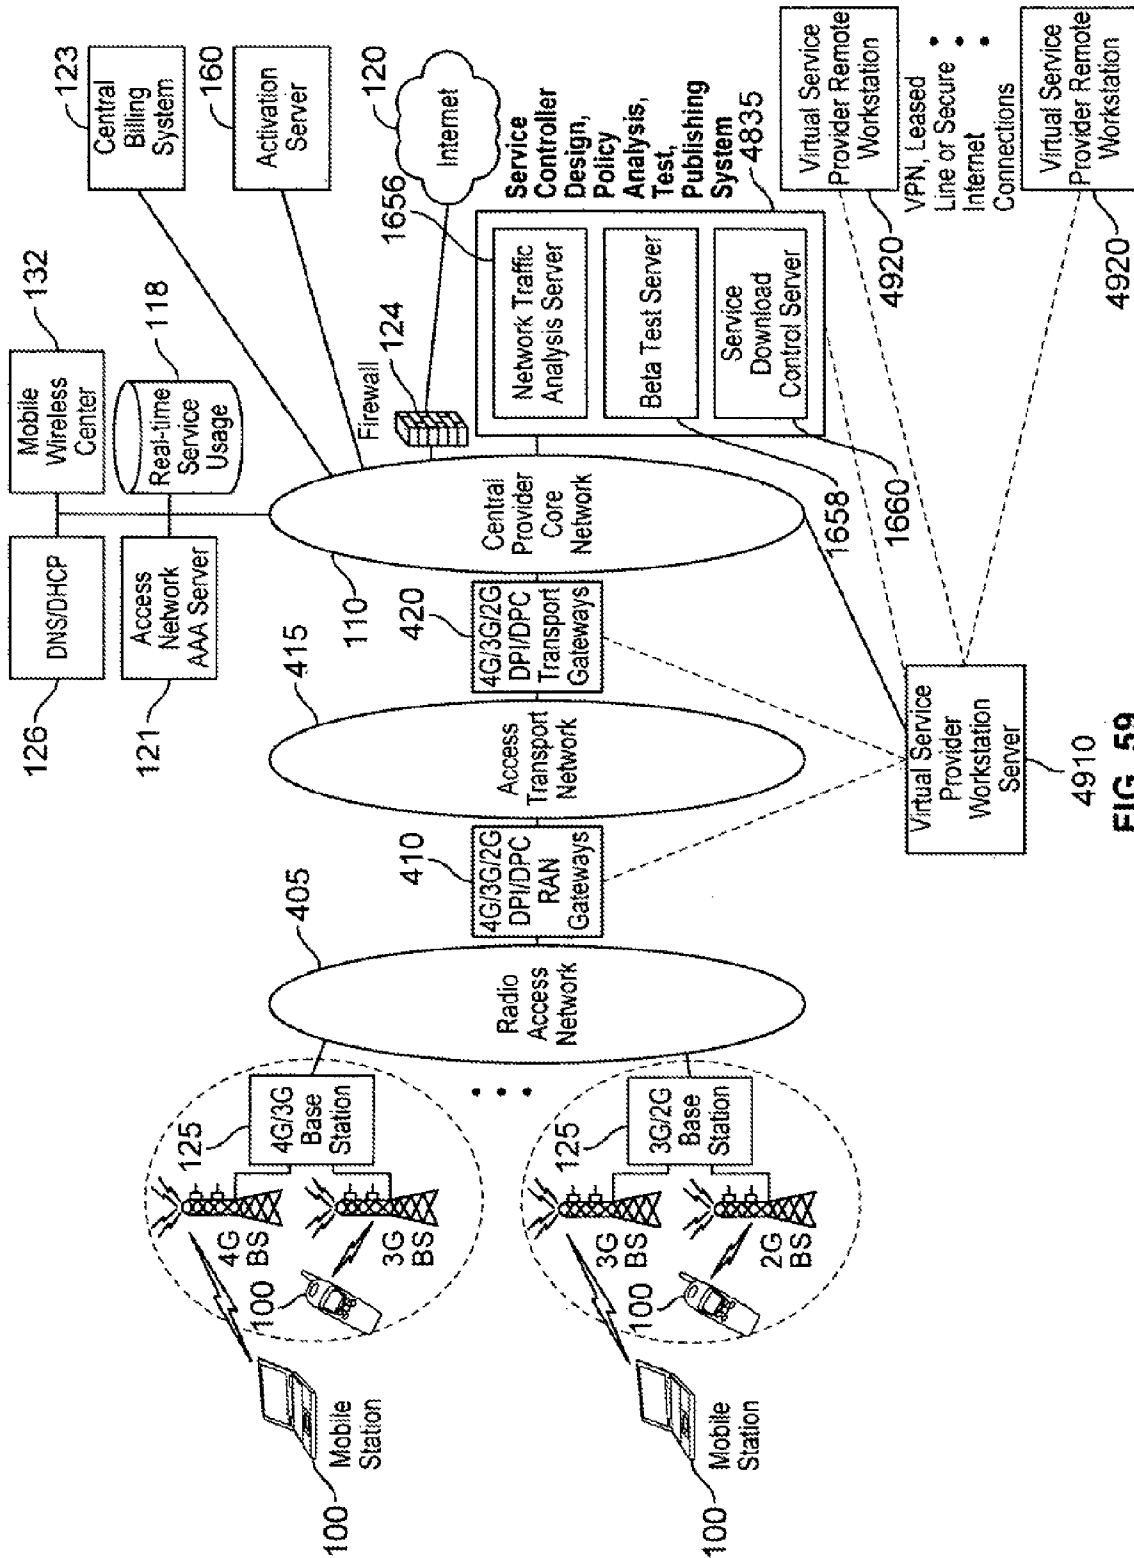 Mobile
Station
100
100
4G
BS
3G
BS
125
4G/3G
Base
Station
Mobile
Station
100
100
3G
BS
2G
BS
125
3G/2G
Base
Station
405
Radio
Access
Network
410
4G/3G/2G
DPI/DPC
RAN
Gateways
415
Access
Transport
Network
420
4G/3G/2G
DPI/DPC
Transport
Gateways
110
Central
Provider
Core
Network
126
DNS/DHCP
121
Access
Network
AAA Server
Mobile
Wireless
Center
132
Real-time
Service
Usage
118
Central
Billing
System
123
Activation
Server
160
Firewall
124
Internet
120
1656
Service
Controller
Design,
Policy
Analysis,
Test,
Publishing
System
4835
Network Traffic
Analysis Server
Beta Test Server
Service
Download
Control Server
1658
1660
Virtual Service
Provider
Workstation
Server
4910
Virtual Service
Provider Remote
Workstation
4920
VPN, Leased
Line or Secure
Internet
Connections
Virtual Service
Provider Remote
Workstation
4920
FIG. 59